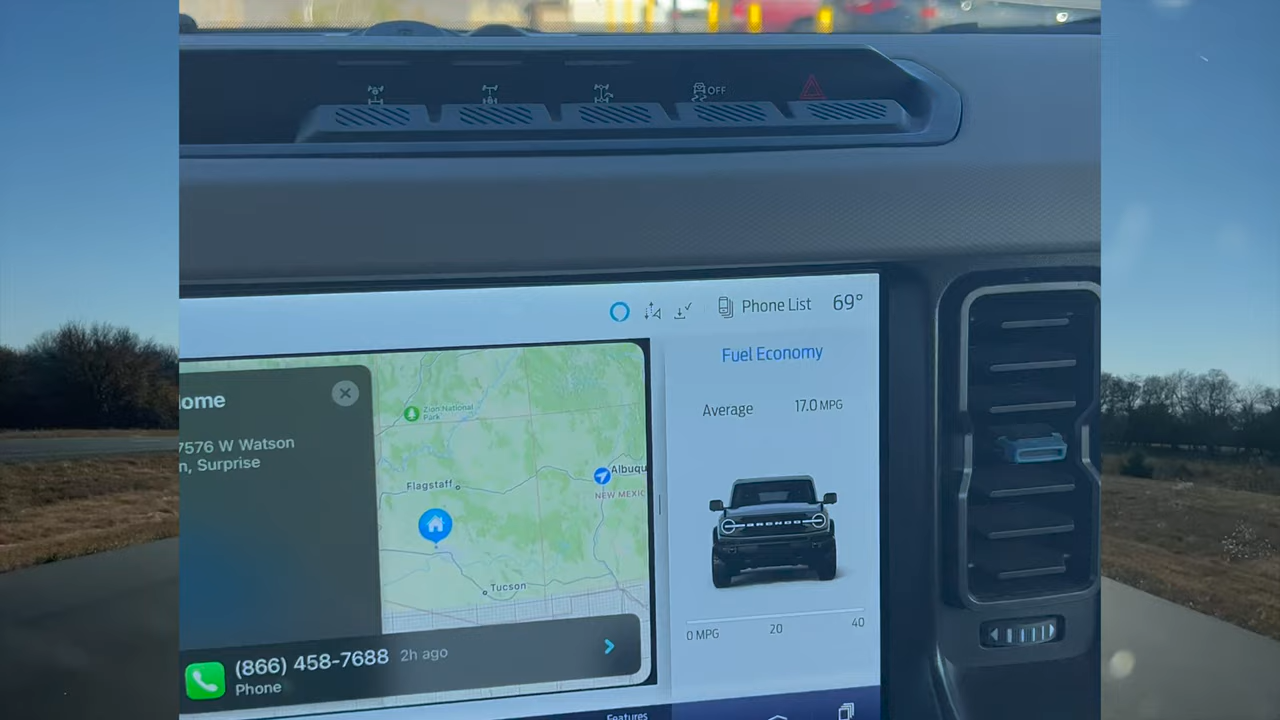 OFF
Phone List 69°
Fuel Economy
Average 17.0 MPG
ome
7576 W Watson
n, Surprise
Zion National
Park
Flagstaff
Albuqu
NEW MEXIC
Tucson
BRONCO
0 MPG 20 40
(866) 458-7688 2h ago
Phone
Features